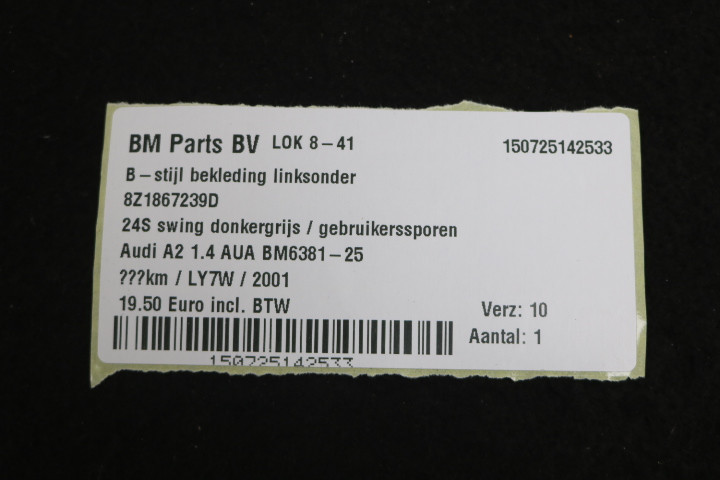 BM Parts BV LOK 8-41 150725142533
B-stijl bekleding linksonder
8Z1867239D
24S swing donkergrijs / gebruikerssporen
Audi A2 1.4 AUA BM6381-25
???km / LY7W / 2001
19.50 Euro incl. BTW Verz: 10
Aantal: 1
150725142533